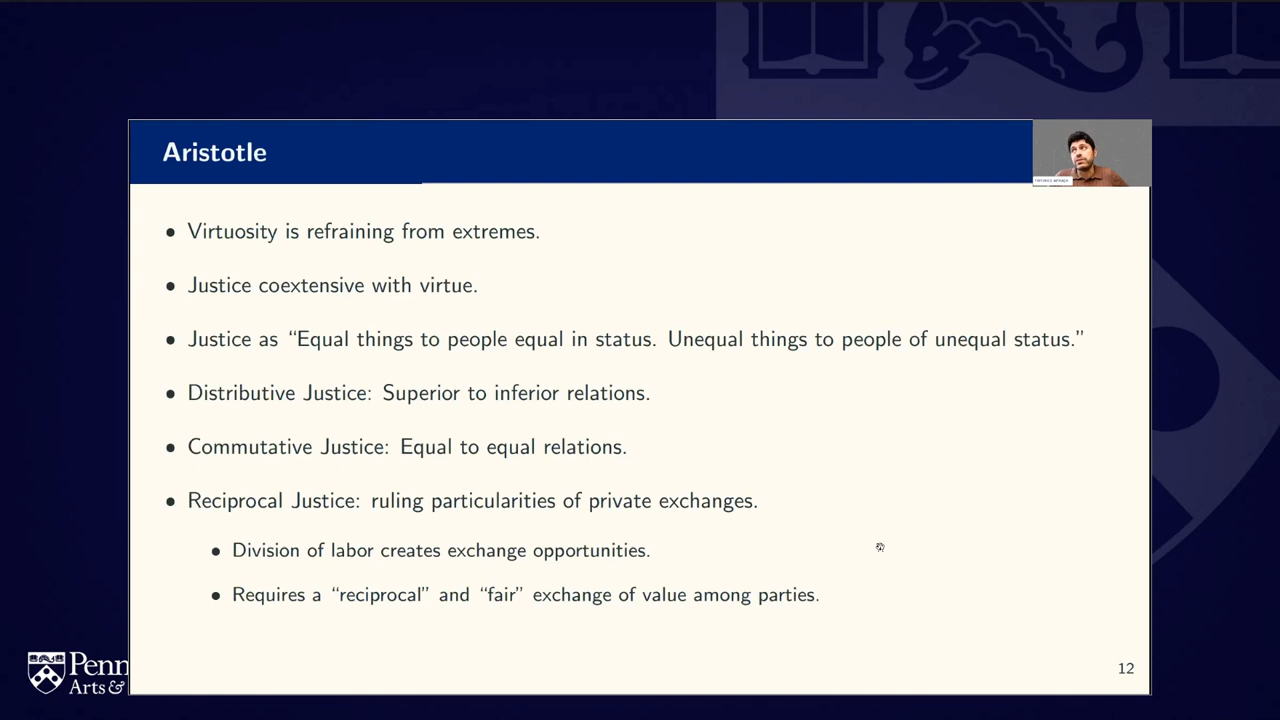 Aristotle
• Virtuosity is refraining from extremes.
• Justice coextensive with virtue.
• Justice as “Equal things to people equal in status. Unequal things to people of unequal status.”
• Distributive Justice: Superior to inferior relations.
• Commutative Justice: Equal to equal relations.
• Reciprocal Justice: ruling particularities of private exchanges.
• Division of labor creates exchange opportunities.
• Requires a “reciprocal” and “fair” exchange of value among parties.
12
Penn
Arts &